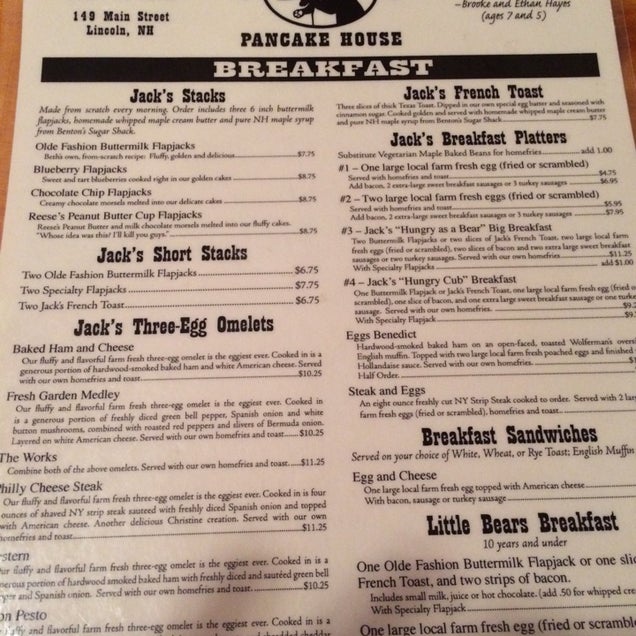 149 Main Street
Lincoln, NH
PANCAKE HOUSE
–Brooke and Ethan Hayes
(ages 7 and 5)
BREAKFAST
Jack's Stacks
Made from scratch every morning. Order includes three 6 inch buttermilk
flapjacks, homemade whipped maple cream butter and pure NH maple syrup
from Benton's Sugar Shack.
Olde Fashion Buttermilk Flapjacks
Beth's own, from-scratch recipe. Fluffy, golden and delicious $7.75
Blueberry Flapjacks
Sweet and tart blueberries cooked right in our golden cakes $8.75
Chocolate Chip Flapjacks
Creamy chocolate morsels melted into our delicate cakes $8.75
Reese's Peanut Butter Cup Flapjacks
Reese's Peanut Butter and milk chocolate morsels melted into our fluffy cakes.
"Whose idea was this? I'll kill you guys." $8.75
Jack's Short Stacks
Two Olde Fashion Buttermilk Flapjacks $6.75
Two Specialty Flapjacks $7.75
Two Jack's French Toast $6.75
Jack's Three-Egg Omelets
Baked Ham and Cheese
Our fluffy and flavorful farm fresh three-egg omelet is the eggiest ever. Cooked in a
generous portion of hardwood-smoked baked ham and white American cheese. Served
with our own homefries and toast $10.25
Fresh Garden Medley
Our fluffy and flavorful farm fresh three-egg omelet is the eggiest ever. Cooked in
is a generous portion of freshly diced green bell pepper, Spanish onion and white
button mushrooms, combined with roasted red peppers and slivers of Bermuda onion.
Layered on white American cheese. Served with our own homefries and toast $10.25
The Works
Combine both of the above omelets. Served with our own homefries and toast $11.25
Philly Cheese Steak
Our fluffy and flavorful farm fresh three-egg omelet is the eggiest ever. Cooked in is four
ounces of shaved NY strip steak sauteed with freshly diced Spanish onion and topped
with American cheese. Another delicious Christine creation. Served with our own
homefries and toast $11.25
estern
Our fluffy and flavorful farm fresh three-egg omelet is the eggiest ever. Cooked in is a
generous portion of hardwood smoked baked ham with freshly diced and sautéed green bell
pepper and Spanish onion. Served with our own homefries and toast. $10.25
on Pesto
fluffy and flavorful farm fresh three-egg omelet is the eggiest ever. Cooked in is a
cheddar
Jack's French Toast
Three slices of thick Texas Toast. Dipped in our own special egg batter and seasoned with
cinnamon sugar. Cooked golden and served with homemade whipped maple cream butter
and pure NH maple syrup from Benton's Sugar Shack $7.75
Jack's Breakfast Platters
Substitute Vegetarian Maple Baked Beans for homefries add 1.00
#1 – One large local farm fresh egg (fried or scrambled)
Served with homefries and toast $4.75
Add bacon, 2 extra-large sweet breakfast sausages or 3 turkey sausages $6.95
#2 – Two large local farm fresh eggs (fried or scrambled)
Served with homefries and toast $5.95
Add bacon, 2 extra-large sweet breakfast sausages or 3 turkey sausages $7.95
#3 – Jack's "Hungry as a Bear" Big Breakfast
Two Buttermilk Flapjacks or two slices of Jack's French Toast, two large local farm
fresh eggs (fried or scrambled), two slices of bacon and two extra large sweet breakfast
sausages or two turkey sausages. Served with our own homefries. $11.25
With Specialty Flapjacks add $1.00
#4 – Jack's "Hungry Cub" Breakfast
One Buttermilk Flapjack or Jack's French Toast, one large local farm fresh egg (fried or
scrambled), one slice of bacon, and one extra large sweet breakfast sausage or one turkey
sausage. Served with our own homefries. $9.2
With Specialty Flapjack $9.
Eggs Benedict
Hardwood-smoked baked ham on an open-faced, toasted Wolferman's
English muffin. Topped with two large local farm fresh poached eggs and finished
Hollandaise sauce. Served with our own homefries. $
Half Order.
Steak and Eggs
An eight ounce freshly cut NY Strip Steak cooked to order. Served with 2
farm fresh eggs (fried or scrambled), homefries and toast
Breakfast Sandwiches
Served on your choice of White, Wheat, or Rye Toast; English Muffin
Egg and Cheese
One large local farm egg topped with American cheese
With bacon, sausage or turkey sausage
Little Bears Breakfast
10 years and under
One Olde Fashion Buttermilk Flapjack or one
French Toast, and two strips of bacon.
Includes small milk, juice or hot chocolate. (add .50 for whipped
With Specialty Flapjack
One large local farm fresh egg (fried or